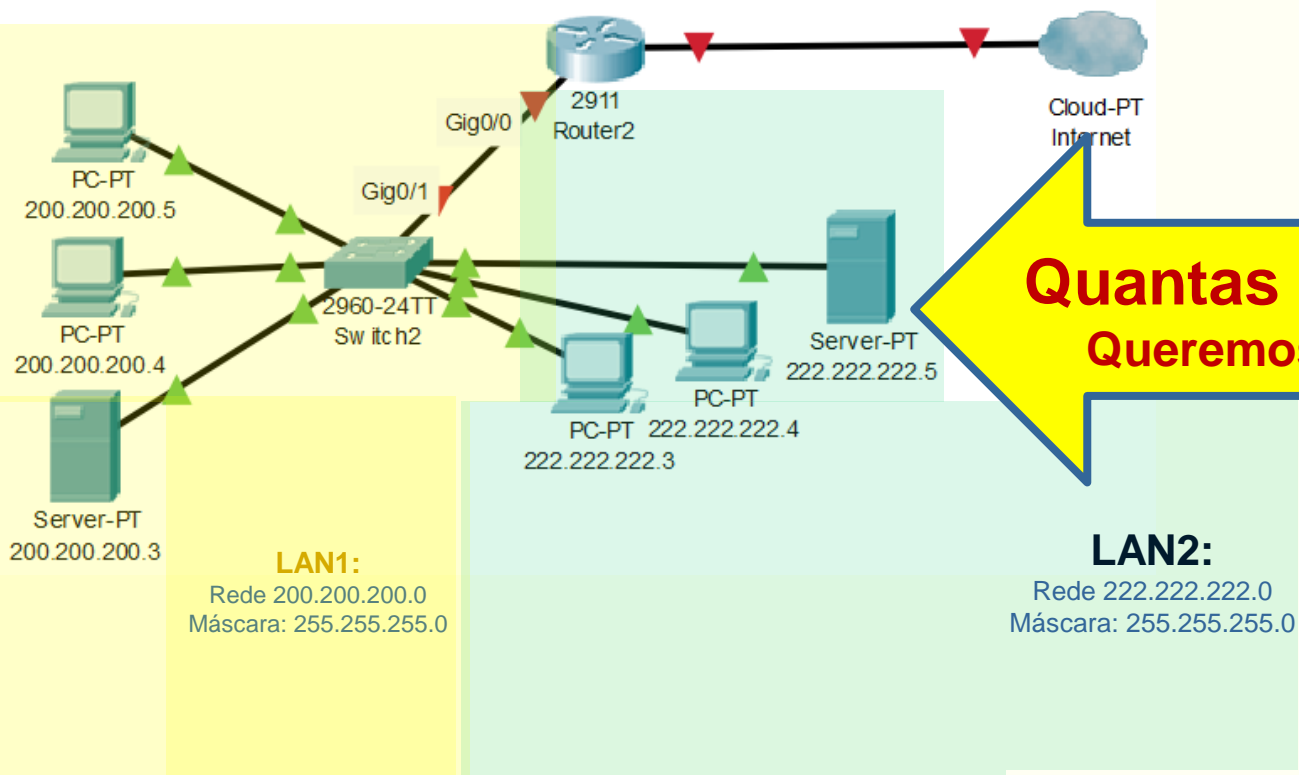 2911
Router2
Cloud-PT
Internet
Gig0/0
Gig0/1
PC-PT
200.200.200.5
PC-PT
200.200.200.4
Server-PT
200.200.200.3
2960-24TT
Switch2
Server-PT
222.222.222.5
PC-PT
222.222.222.4
PC-PT
222.222.222.3
Quantas
Queremos
LAN1:
Rede 200.200.200.0
Máscara: 255.255.255.0
LAN2:
Rede 222.222.222.0
Máscara: 255.255.255.0